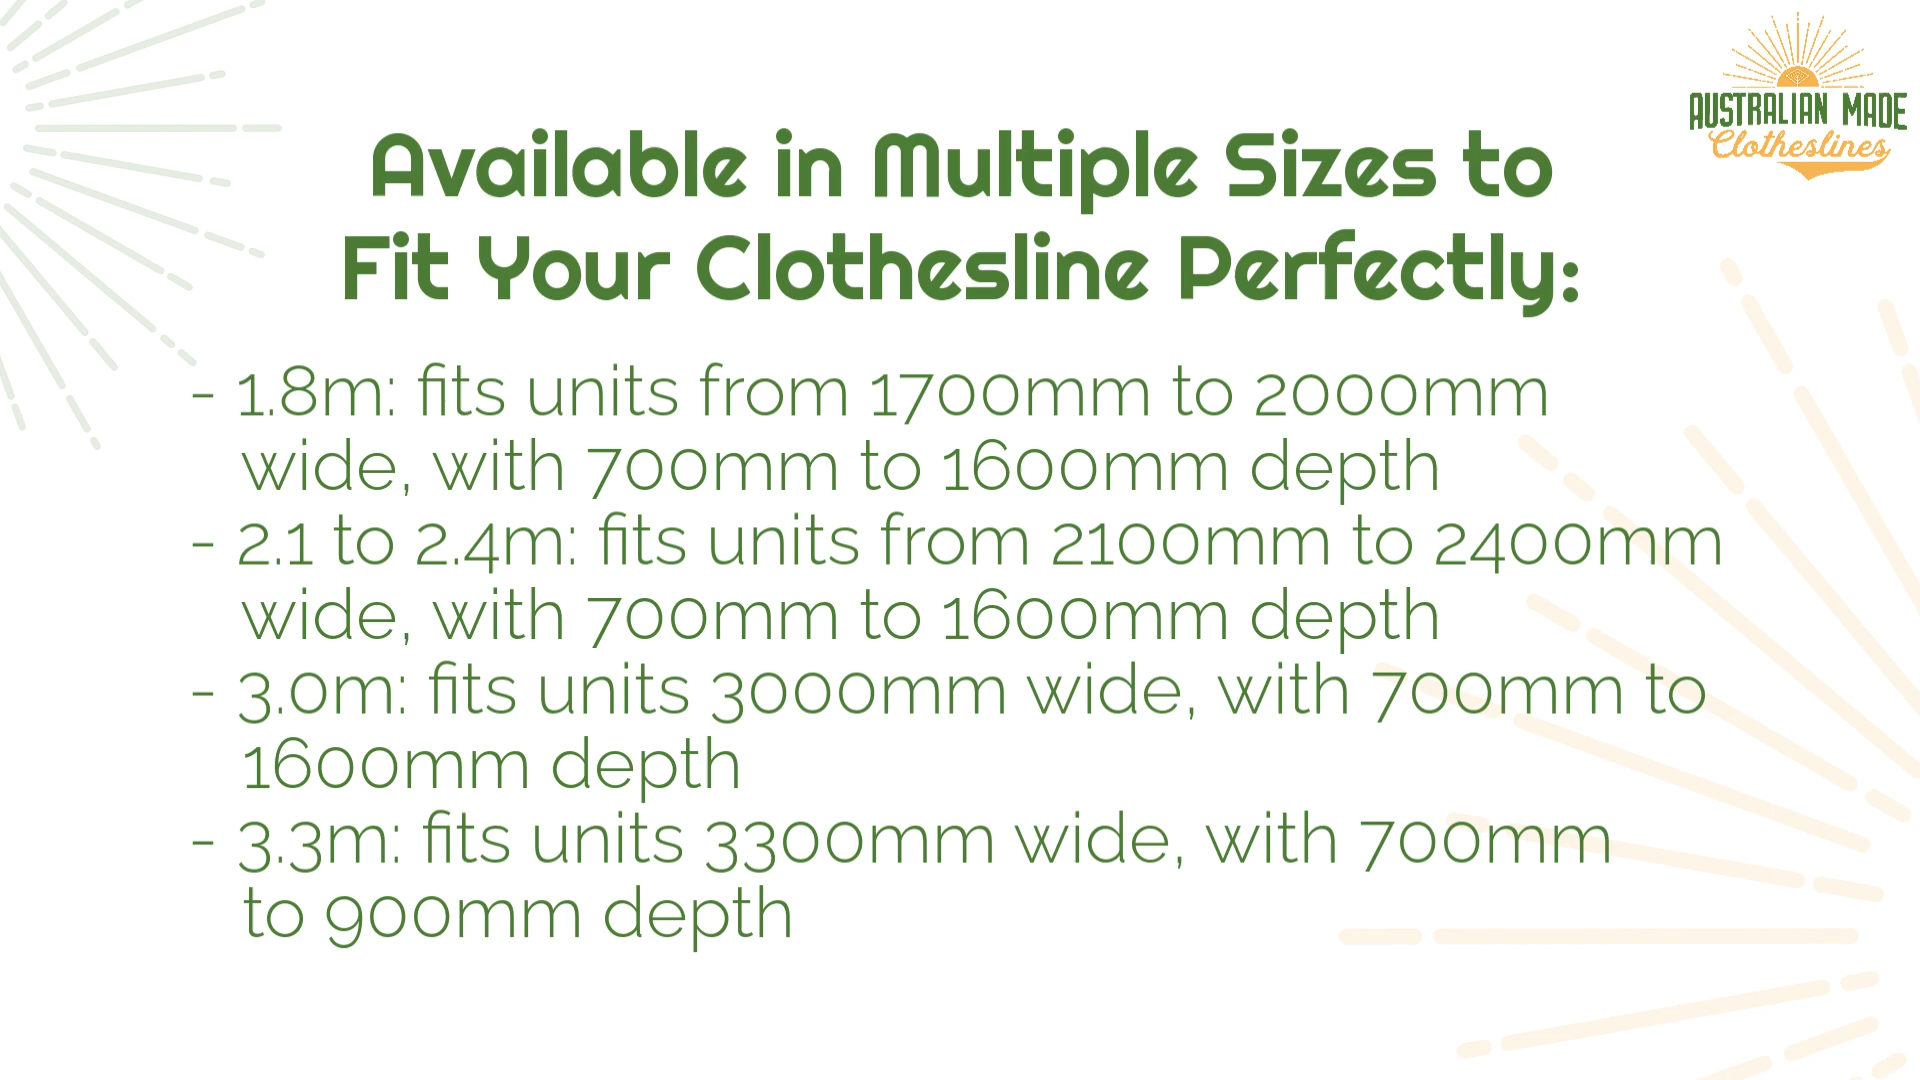 AUSTRALIAN MADE
Clotheslines
Available in Multiple Sizes to
Fit Your Clothesline Perfectly:
- 1.8m: fits units from 1700mm to 2000mm
wide, with 700mm to 1600mm depth
- 2.1 to 2.4m: fits units from 2100mm to 2400mm
wide, with 700mm to 1600mm depth
- 3.0m: fits units 3000mm wide, with 700mm to
1600mm depth
- 3.3m: fits units 3300mm wide, with 700mm
to 900mm depth